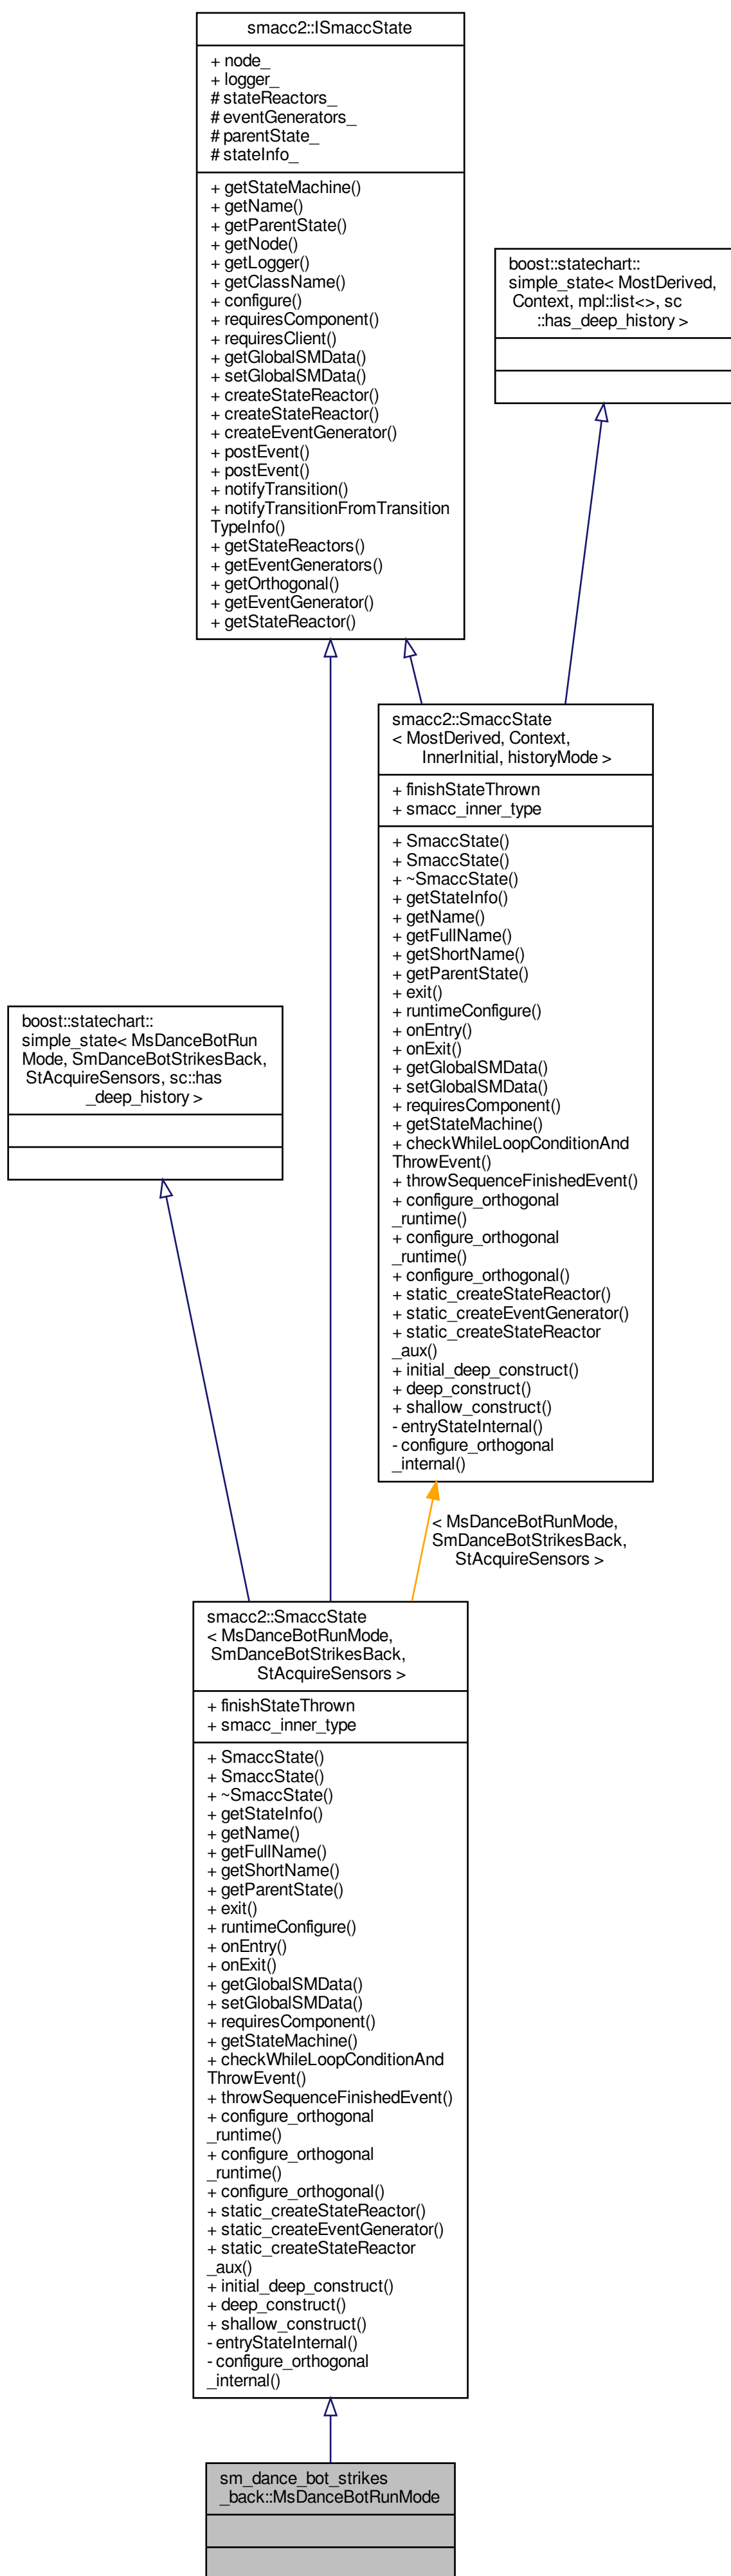 smacc2::ISmaccState
+ node_
+ logger_
# stateReactors_
# eventGenerators_
# parentState_
# stateInfo_
+ getStateMachine()
+ getName()
+ getParentState()
+ getNode()
+ getLogger()
+ getClassName()
+ configure()
+ requiresComponent()
+ requiresClient()
+ getGlobalSMData()
+ setGlobalSMData()
+ createStateReactor()
+ createStateReactor()
+ createEventGenerator()
+ postEvent()
+ postEvent()
+ notifyTransition()
+ notifyTransitionFromTransition
TypeInfo()
+ getStateReactors()
+ getEventGenerators()
+ getOrthogonal()
+ getEventGenerator()
+ getStateReactor()
boost::statechart::
simple_state< MostDerived,
Context, mpl::list<>, sc
::has_deep_history >
smacc2::SmaccState
< MostDerived, Context,
InnerInitial, historyMode >
+ finishStateThrown
+ smacc_inner_type
+ SmaccState()
+ SmaccState()
+ ~SmaccState()
+ getStateInfo()
+ getName()
+ getFullName()
+ getShortName()
+ getParentState()
+ exit()
+ runtimeConfigure()
+ onEntry()
+ onExit()
+ getGlobalSMData()
+ setGlobalSMData()
+ requiresComponent()
+ getStateMachine()
+ checkWhileLoopConditionAnd
ThrowEvent()
+ throwSequenceFinishedEvent()
+ configure_orthogonal
_runtime()
+ configure_orthogonal
_runtime()
+ configure_orthogonal()
+ static_createStateReactor()
+ static_createEventGenerator()
+ static_createStateReactor
_aux()
+ initial_deep_construct()
+ deep_construct()
+ shallow_construct()
- entryStateInternal()
- configure_orthogonal
_internal()
boost::statechart::
simple_state< MsDanceBotRun
Mode, SmDanceBotStrikesBack,
StAcquireSensors, sc::has
_deep_history >
< MsDanceBotRunMode,
SmDanceBotStrikesBack,
StAcquireSensors >
smacc2::SmaccState
< MsDanceBotRunMode,
SmDanceBotStrikesBack,
StAcquireSensors >
+ finishStateThrown
+ smacc_inner_type
+ SmaccState()
+ SmaccState()
+ ~SmaccState()
+ getStateInfo()
+ getName()
+ getFullName()
+ getShortName()
+ getParentState()
+ exit()
+ runtimeConfigure()
+ onEntry()
+ onExit()
+ getGlobalSMData()
+ setGlobalSMData()
+ requiresComponent()
+ getStateMachine()
+ checkWhileLoopConditionAnd
ThrowEvent()
+ throwSequenceFinishedEvent()
+ configure_orthogonal
_runtime()
+ configure_orthogonal
_runtime()
+ configure_orthogonal()
+ static_createStateReactor()
+ static_createEventGenerator()
+ static_createStateReactor
_aux()
+ initial_deep_construct()
+ deep_construct()
+ shallow_construct()
- entryStateInternal()
- configure_orthogonal
_internal()
sm_dance_bot_strikes
_back::MsDanceBotRunMode